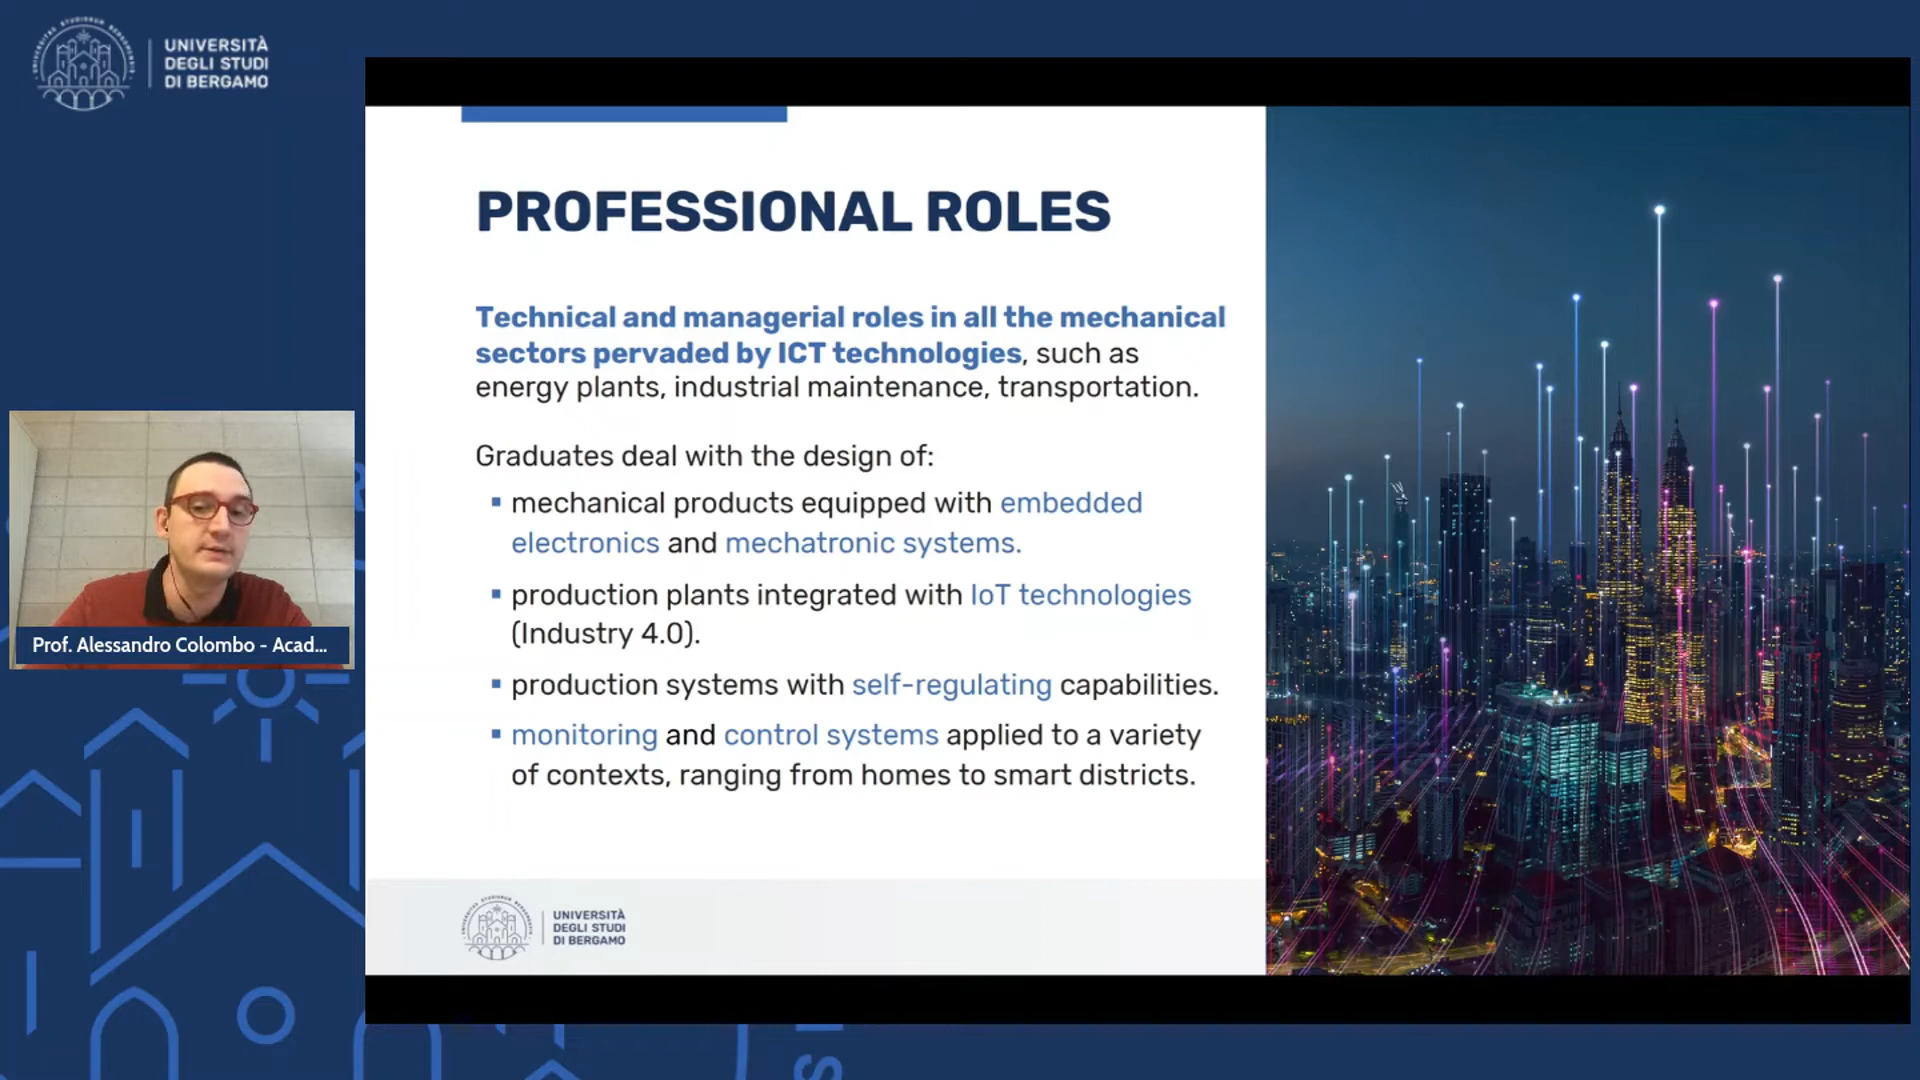 UNIVERSITÀ
DEGLI STUDI
DI BERGAMO
PROFESSIONAL ROLES
Technical and managerial roles in all the mechanical
sectors pervaded by ICT technologies, such as
energy plants, industrial maintenance, transportation.
Graduates deal with the design of:
▪ mechanical products equipped with embedded
electronics and mechatronic systems.
▪ production plants integrated with IoT technologies
(Industry 4.0).
▪ production systems with self-regulating capabilities.
▪ monitoring and control systems applied to a variety
of contexts, ranging from homes to smart districts.
Prof. Alessandro Colombo - Acad...
UNIVERSITÀ
DEGLI STUDI
DI BERGAMO